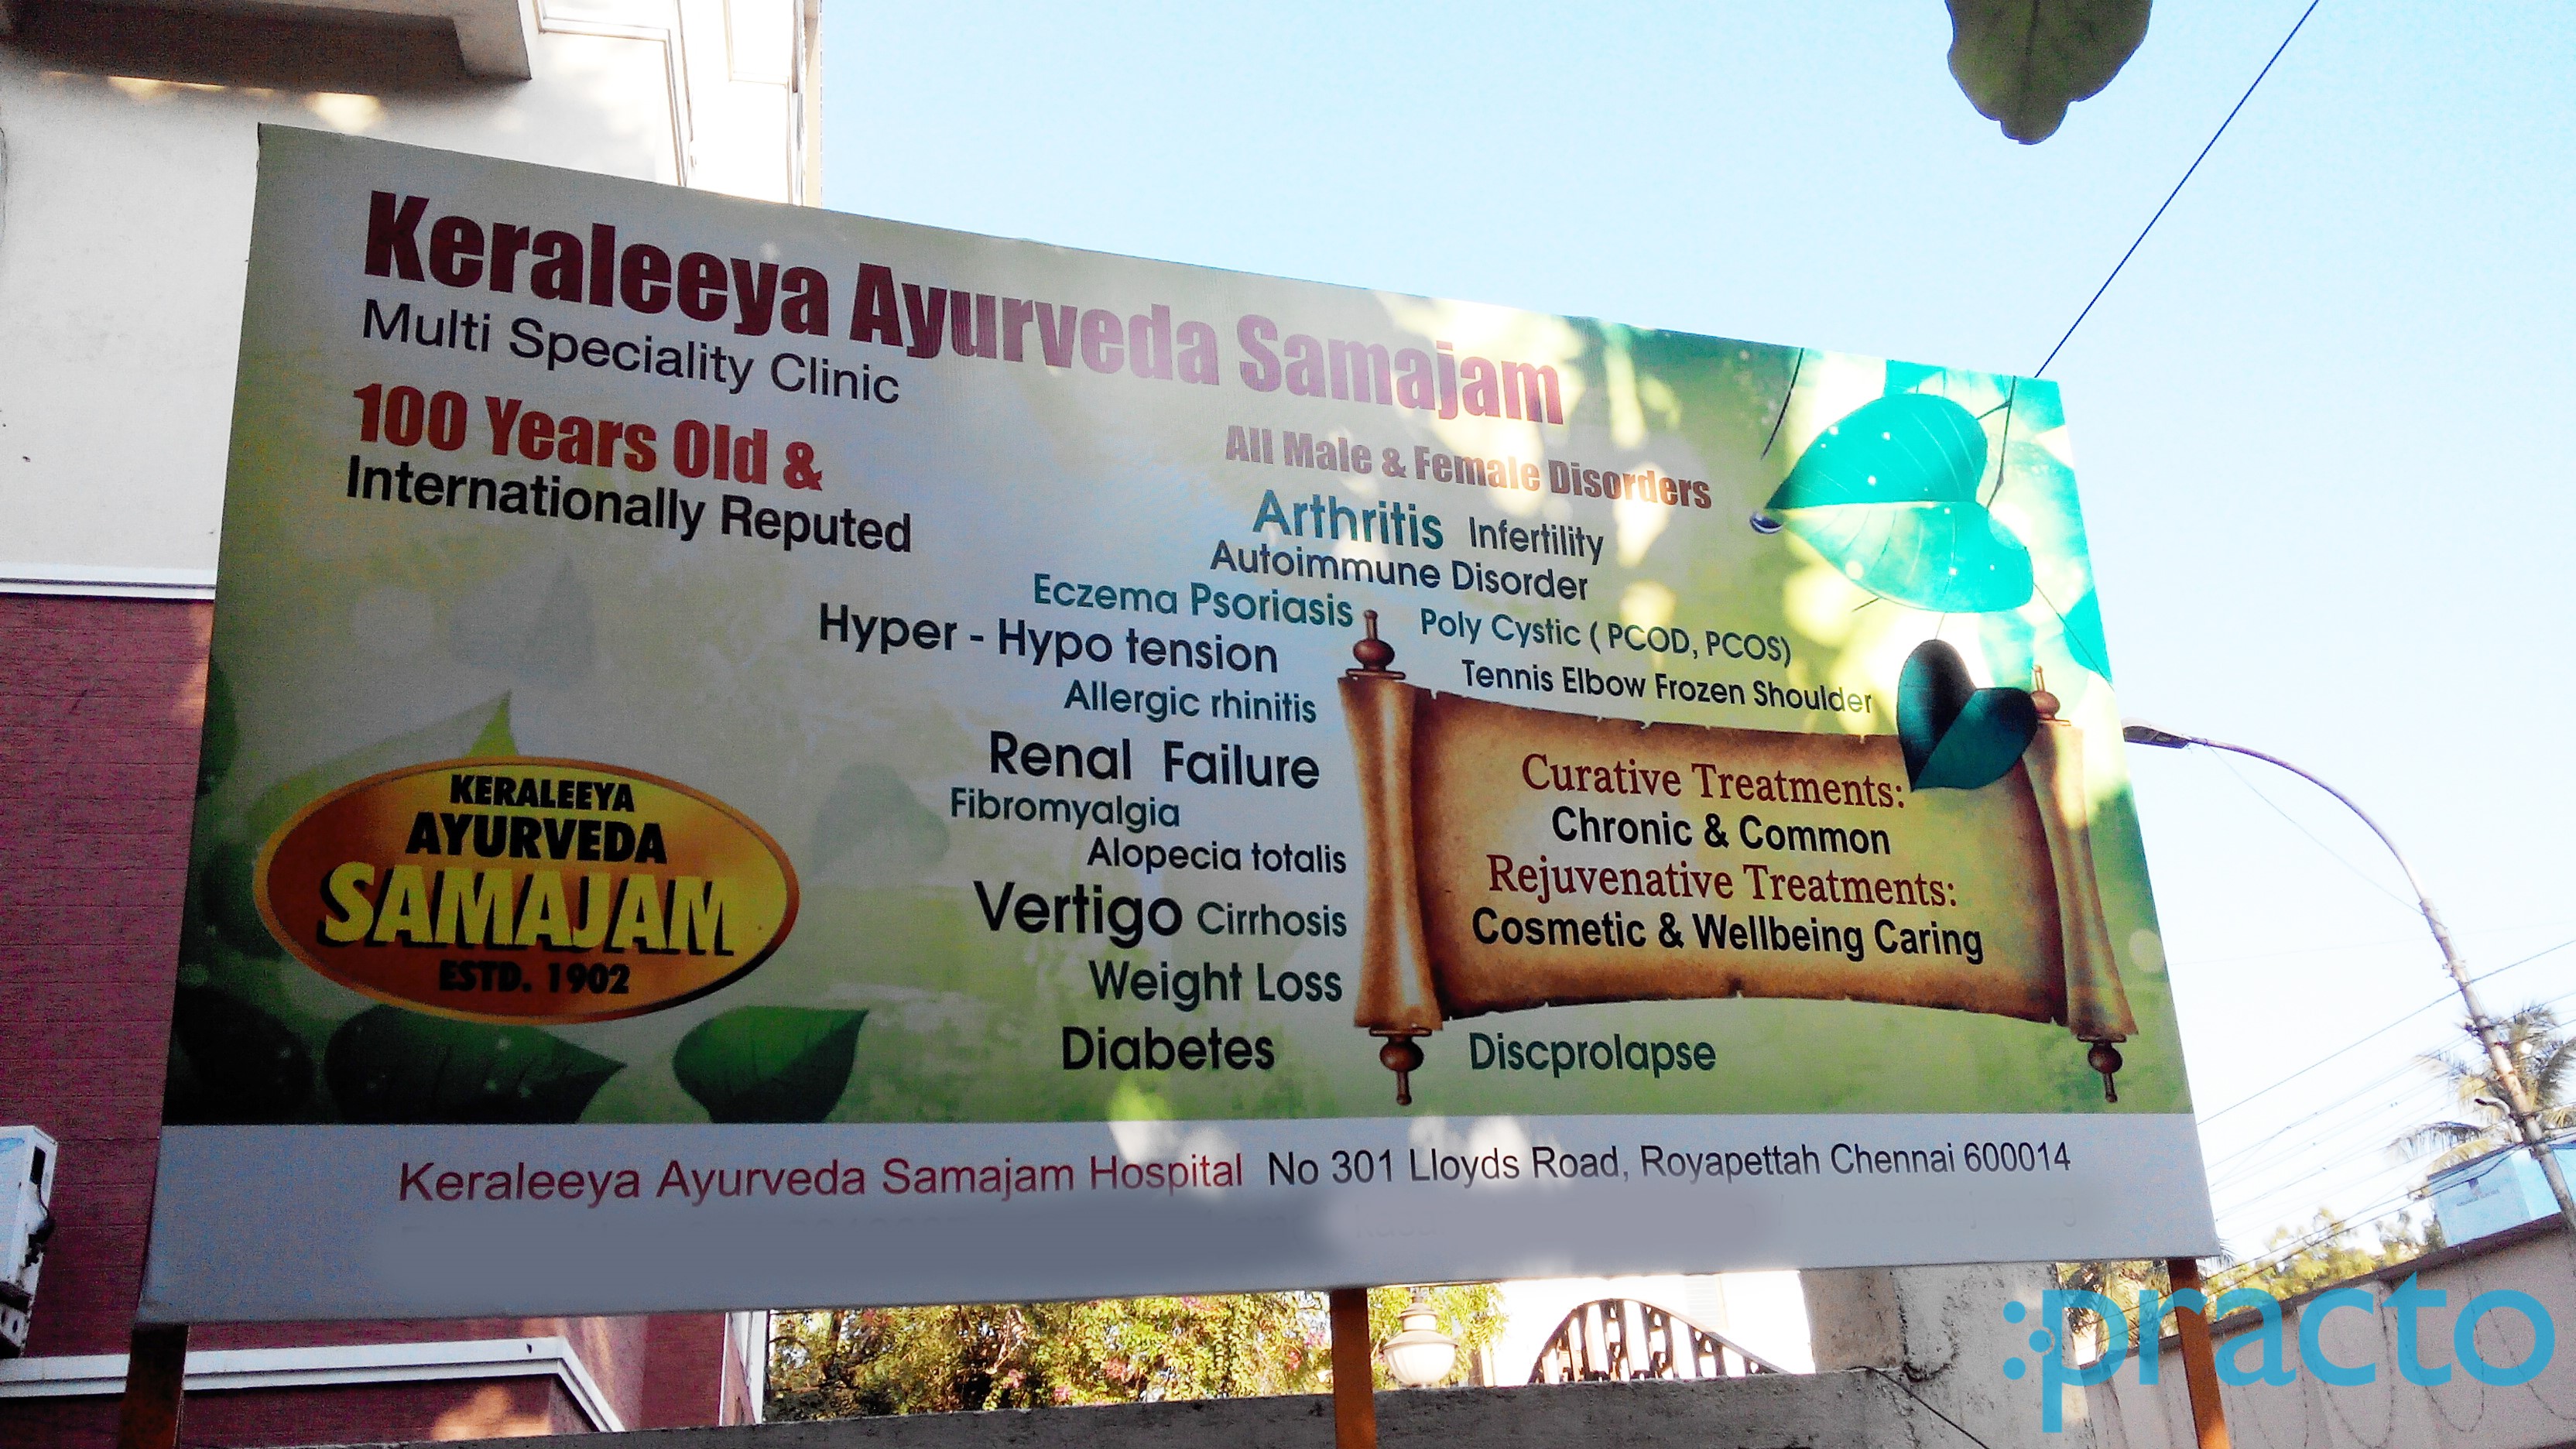 Keraleeya Ayurveda Samajam
Multi Speciality Clinic
100 Years Old &
Internationally Reputed
All Male & Female Disorders
Arthritis Infertility
Autoimmune Disorder
Eczema Psoriasis
Poly Cystic ( PCOD, PCOS)
Hyper - Hypo tension
Tennis Elbow Frozen Shoulder
Allergic rhinitis
Renal Failure
Fibromyalgia
Alopecia totalis
Vertigo Cirrhosis
Weight Loss
Diabetes
Discprolapse
Curative Treatments:
Chronic & Common
Rejuvenative Treatments:
Cosmetic & Wellbeing Caring
KERALEEYA
AYURVEDA
SAMAJAM
ESTD. 1902
Keraleeya Ayurveda Samajam Hospital No 301 Lloyds Road, Royapettah Chennai 600014
:practo